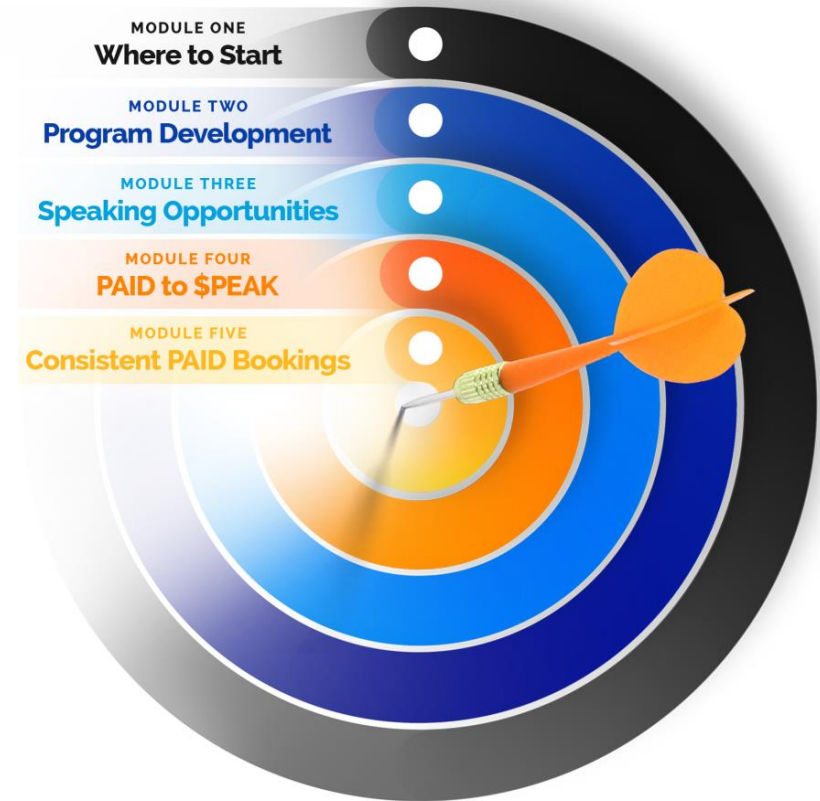 MODULE ONE
Where to Start
MODULE TWO
Program Development
MODULE THREE
Speaking Opportunities
MODULE FOUR
PAID to $PEAK
MODULE FIVE
Consistent PAID Bookings